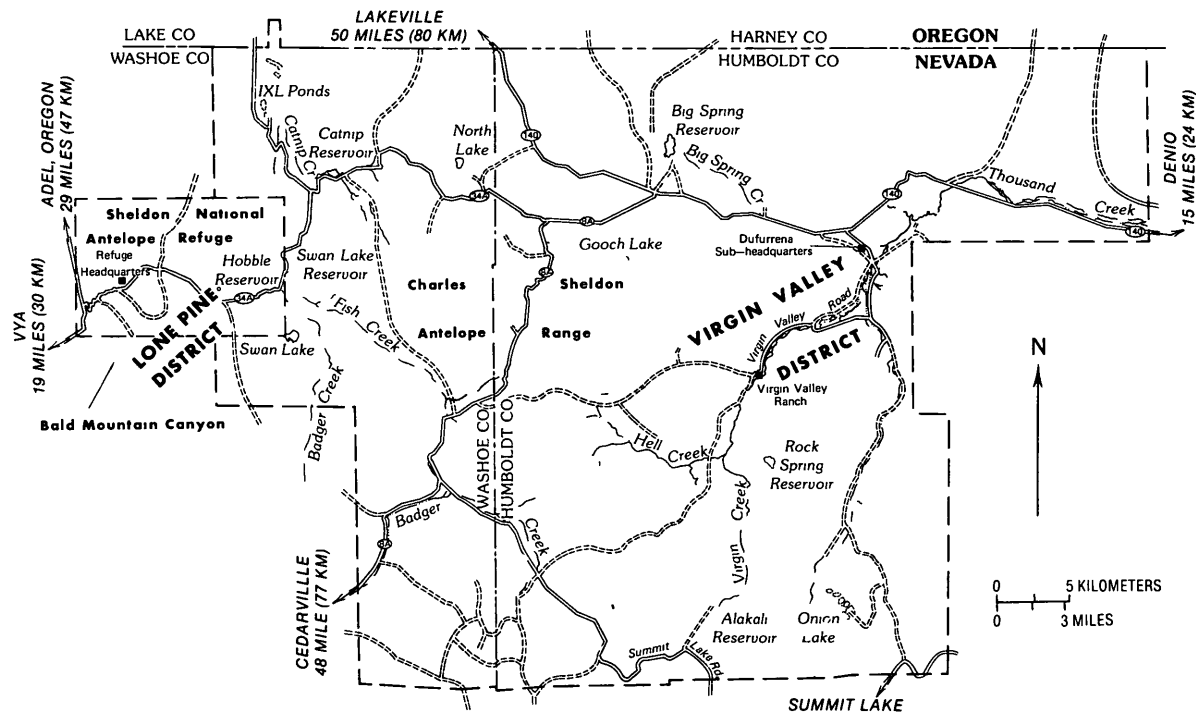 LAKEVILLE
50 MILES (80 KM)
LAKE CO
WASHOE CO
HARNEY CO
HUMBOLDT CO
OREGON
NEVADA
ADEL, OREGON
29 MILES (47 KM)
IXL Ponds
Catnip Cr
Catnip
Reservoir
North
Lake
140
Big Spring
Reservoir
Big Spring Cr
DENIO
15 MILES (24 KM)
140
Thousand
Creek
140
Sheldon National
Antelope Refuge
Refuge
Headquarters
Hobble
Reservoir
34A
34A
Swan Lake
Reservoir
Gooch Lake
Dufurrena
Sub-headquarters
VYA
19 MILES (30 KM)
LONE PINE
DISTRICT
Swan Lake
Fish Creek
Charles Sheldon
Antelope Range
VIRGIN VALLEY
DISTRICT
Virgin Valley Road
Virgin Valley
Ranch
N
Bald Mountain Canyon
Badger Creek
WASHOE CO
HUMBOLDT CO
Hell Creek
Rock
Spring
Reservoir
Badger
Creek
Virgin Creek
CEDARVILLE
48 MILE (77 KM)
Alakali
Reservoir
Onion
Lake
Summit Lake Rd
0 5 KILOMETERS
0 3 MILES
SUMMIT LAKE